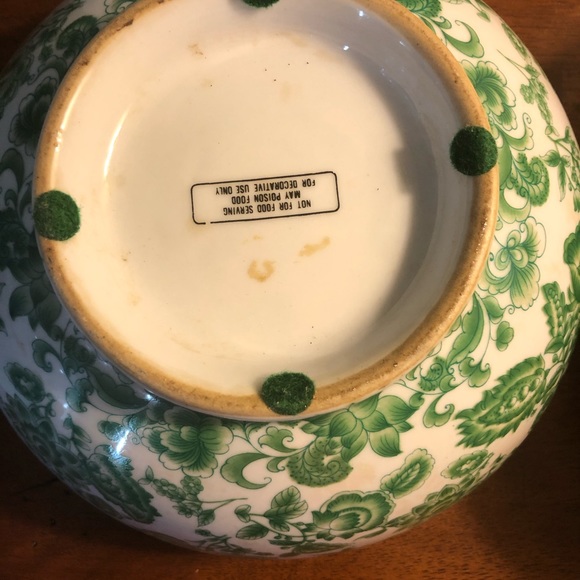 NOT FOR FOOD SERVING
MAY POISON FOOD
FOR DECORATIVE USE ONLY